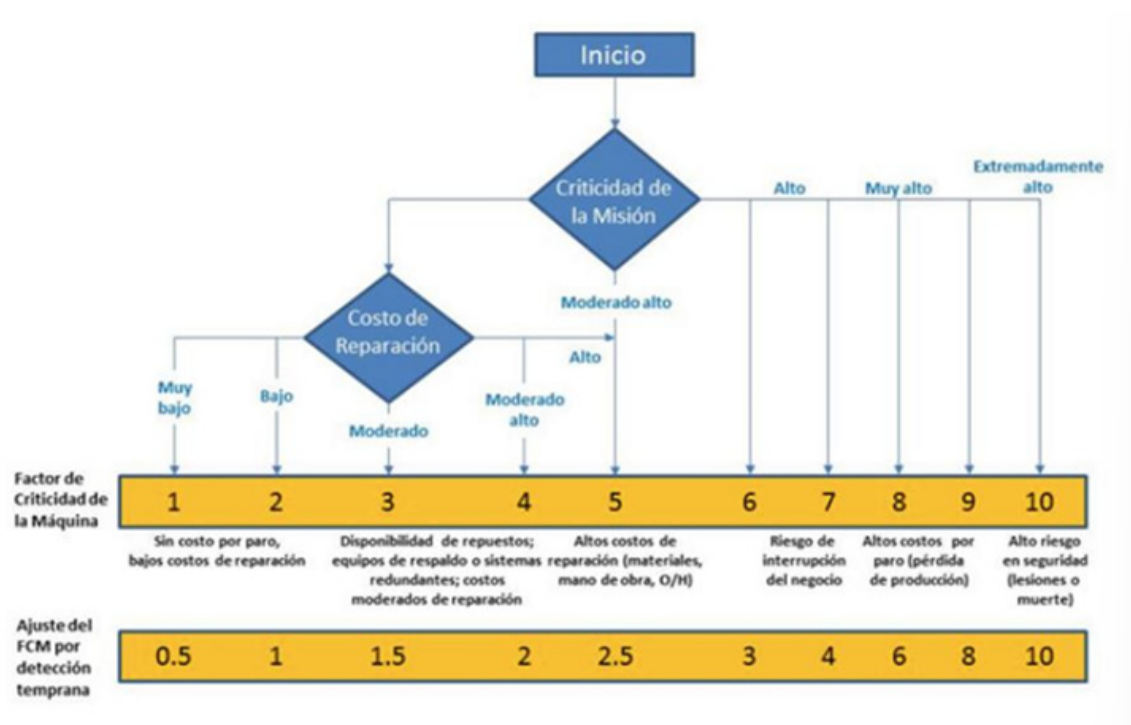 Inicio
Criticidad de
la Misión
Alto
Muy alto
Extremadamente
alto
Moderado alto
Costo de
Reparación
Alto
Muy
bajo
Bajo
Moderado
Moderado
alto
Factor de
Criticidad de
la Máquina
1 2 3 4 5 6 7 8 9 10
Sin costo por paro,
bajos costos de reparación
Disponibilidad de repuestos;
equipos de respaldo o sistemas
redundantes; costos
moderados de reparación
Altos costos de
reparación (materiales,
mano de obra, O/H)
Riesgo de
interrupción
del negocio
Altos costos por
paro (pérdida
de producción)
Alto riesgo
en seguridad
(lesiones o
muerte)
Ajuste del
FCM por
detección
temprana
0.5 1 1.5 2 2.5 3 4 6 8 10